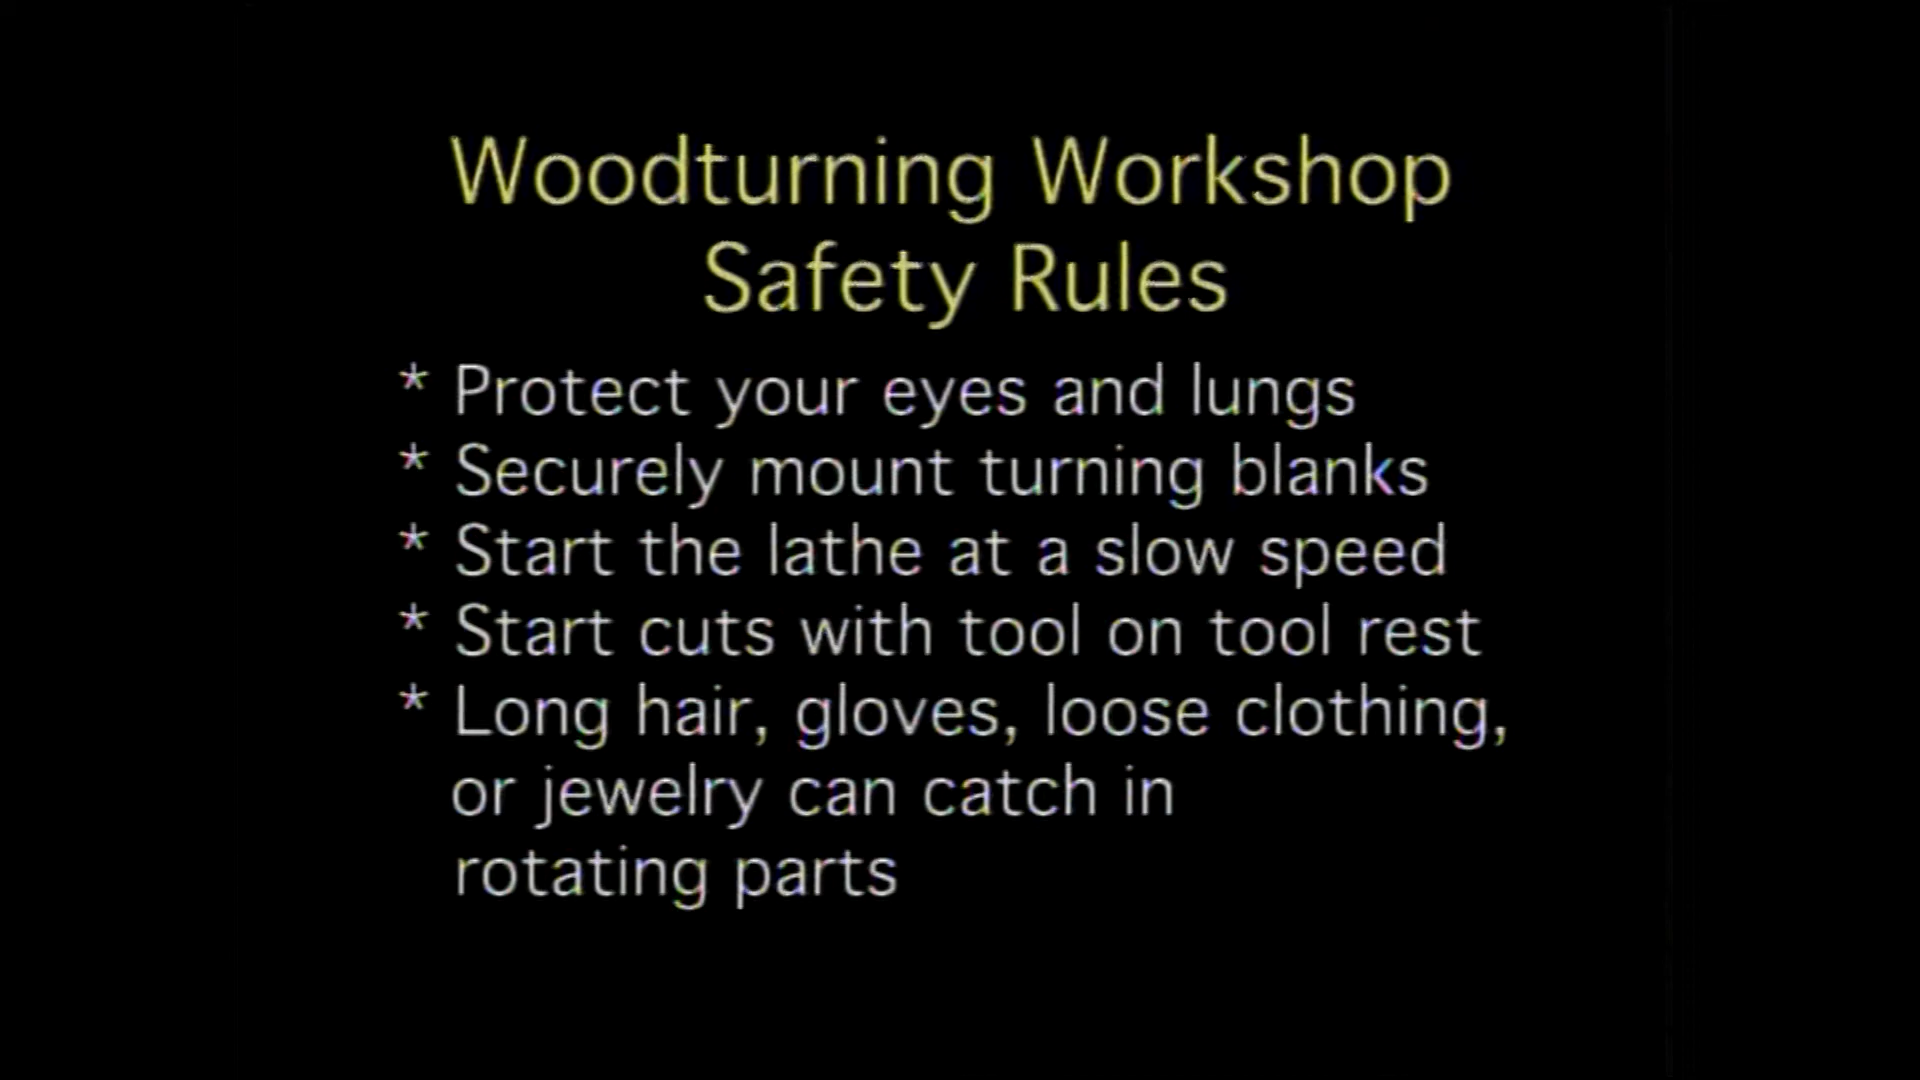 Woodturning Workshop
Safety Rules
* Protect your eyes and lungs
* Securely mount turning blanks
* Start the lathe at a slow speed
* Start cuts with tool on tool rest
* Long hair, gloves, loose clothing,
or jewelry can catch in
rotating parts